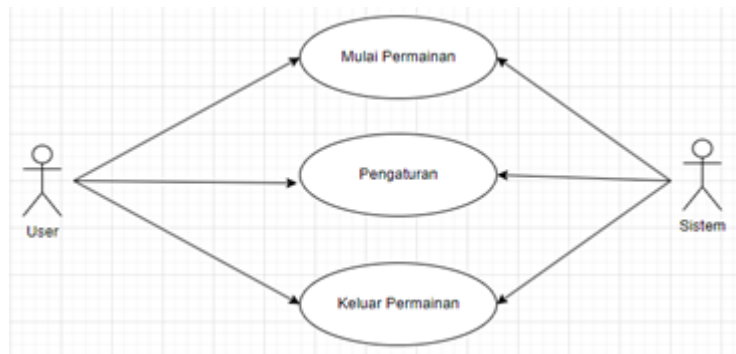 Mulai Permainan
Pengaturan
User
Sistem
Keluar Permainan